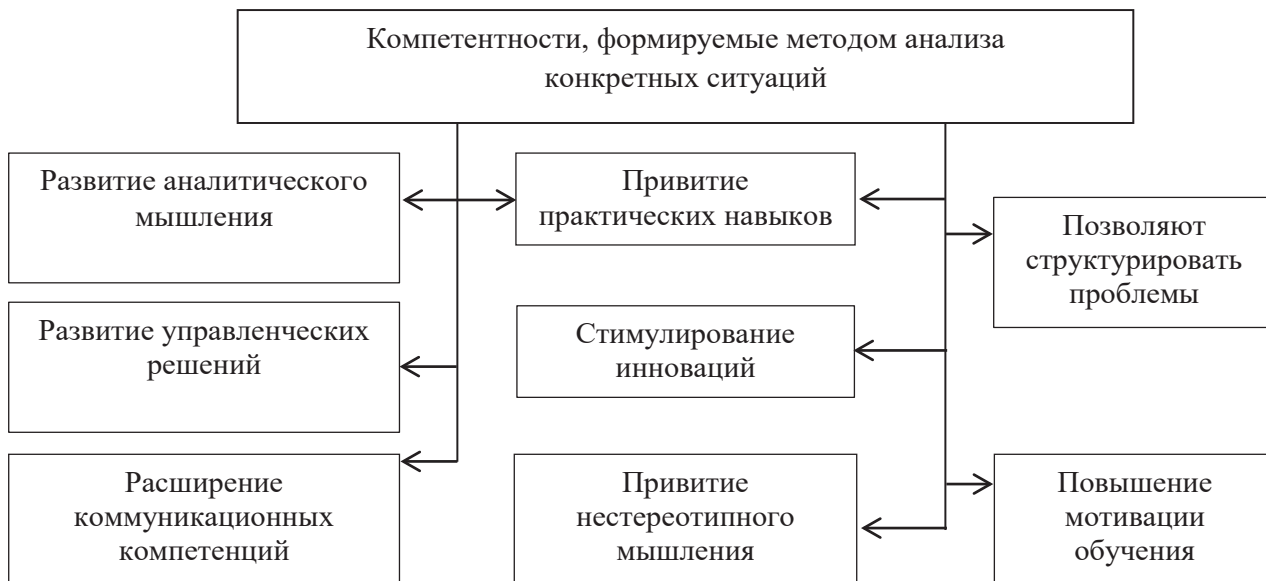 Компетентности, формируемые методом анализа
конкретных ситуаций
Развитие аналитического
мышления
Привитие
практических навыков
Позволяют
структурировать
проблемы
Развитие управленческих
решений
Стимулирование
инноваций
Расширение
коммуникационных
компетенций
Привитие
нестереотипного
мышления
Повышение
мотивации
обучения